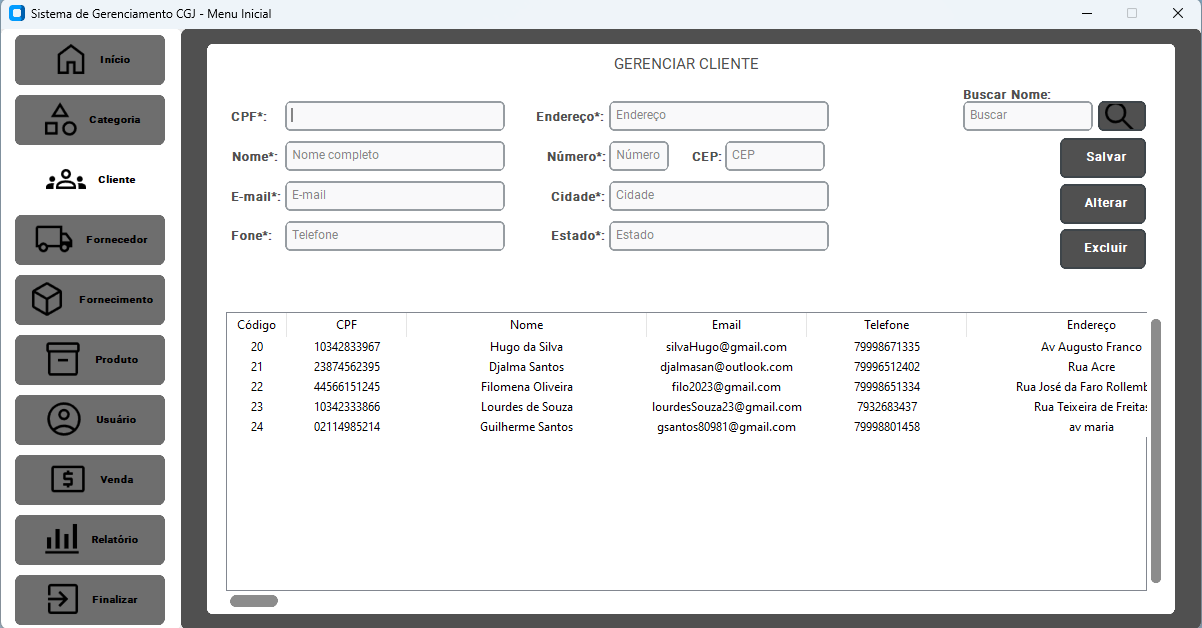 Sistema de Gerenciamento CGJ - Menu Inicial
Início
Categoria
Cliente
Fornecedor
Fornecimento
Produto
Usuário
Venda
Relatório
Finalizar
GERENCIAR CLIENTE
CPF*:
Nome*: Nome completo
E-mail*: E-mail
Fone*: Telefone
Endereço*: Endereço
Número*: Número CEP: CEP
Cidade*: Cidade
Estado*: Estado
Buscar Nome:
Buscar
Salvar
Alterar
Excluir
Código CPF Nome Email Telefone Endereço
20 10342833967 Hugo da Silva silvaHugo@gmail.com 79998671335 Av Augusto Franco
21 23874562395 Djalma Santos djalmasan@outlook.com 79996512402 Rua Acre
22 44566151245 Filomena Oliveira filo2023@gmail.com 79998651334 Rua José da Faro Rollemb
23 10342333866 Lourdes de Souza lourdesSouza23@gmail.com 7932683437 Rua Teixeira de Freitas
24 02114985214 Guilherme Santos gsantos80981@gmail.com 79998801458 av maria